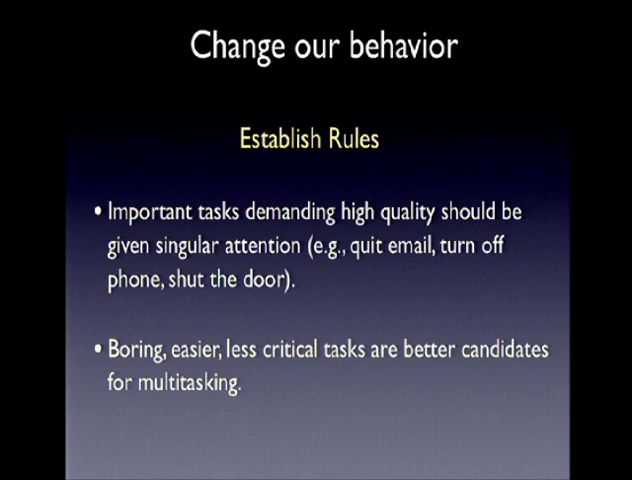 Change our behavior
Establish Rules
• Important tasks demanding high quality should be
given singular attention (e.g., quit email, turn off
phone, shut the door).
• Boring, easier, less critical tasks are better candidates
for multitasking.